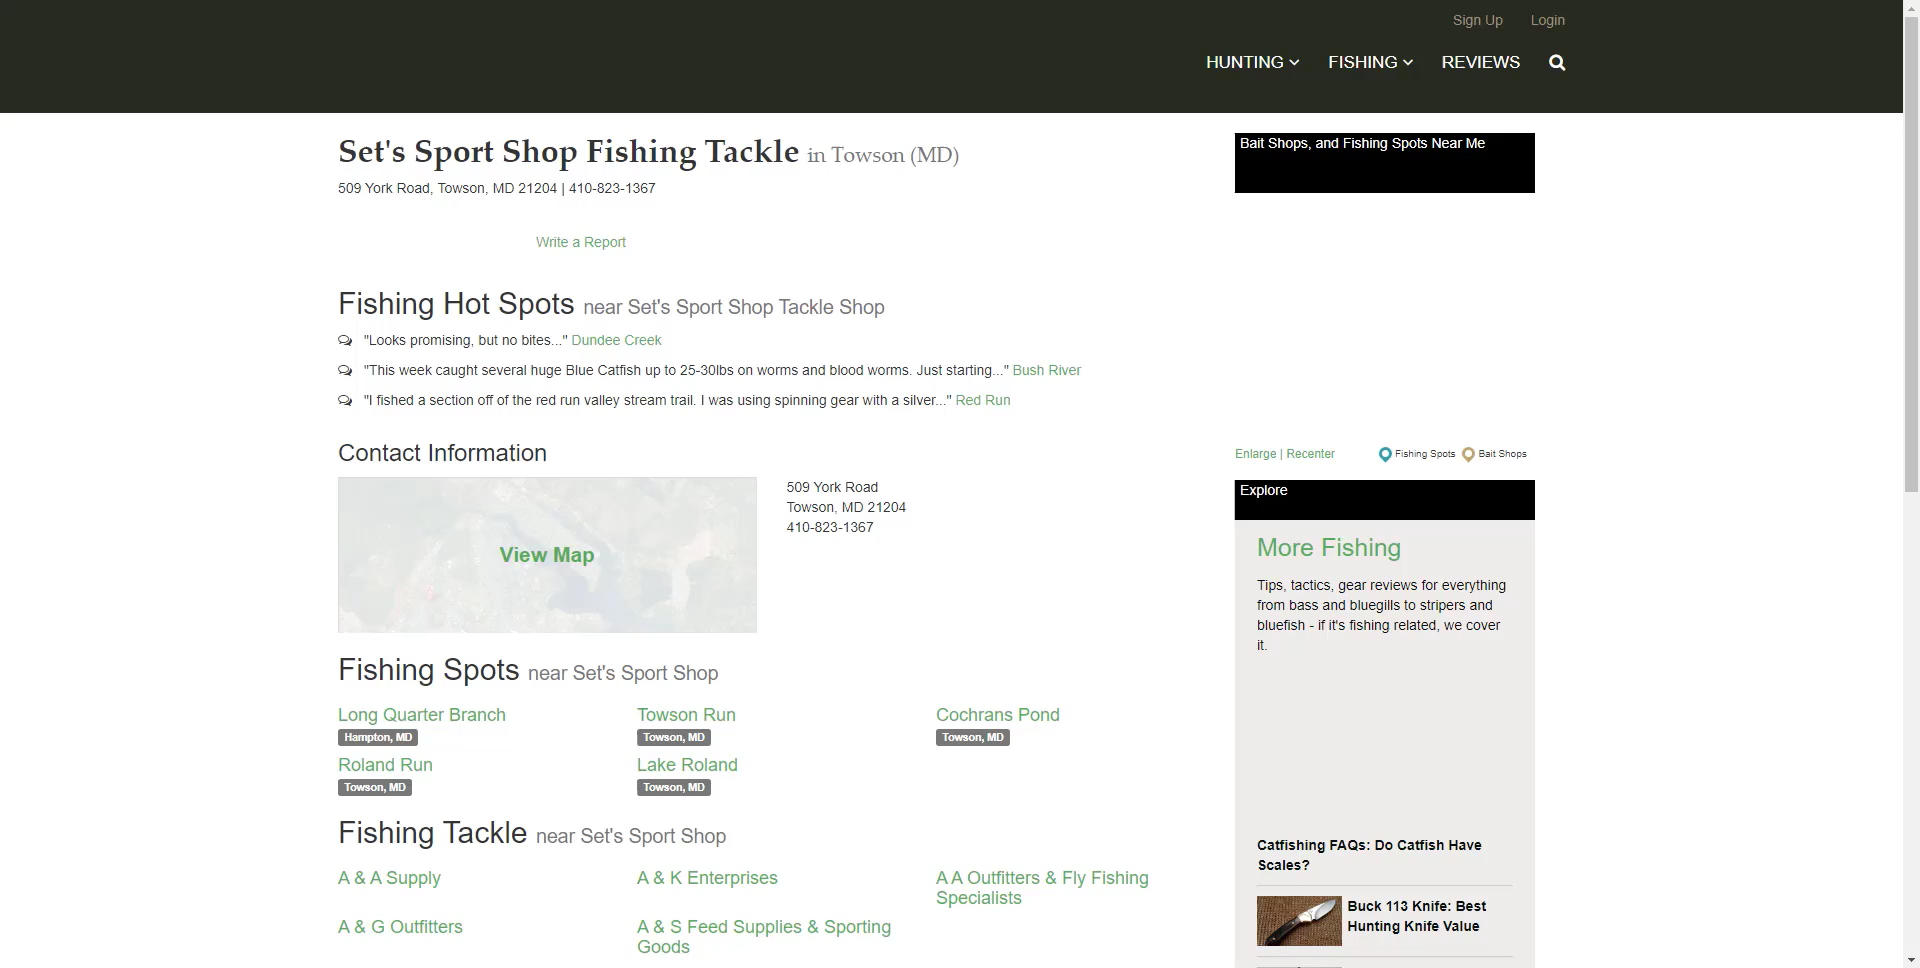 Sign Up Login
HUNTING FISHING REVIEWS
Set's Sport Shop Fishing Tackle in Towson (MD)
509 York Road, Towson, MD 21204 | 410-823-1367
Write a Report
Bait Shops, and Fishing Spots Near Me
Fishing Hot Spots near Set's Sport Shop Tackle Shop
"Looks promising, but no bites..." Dundee Creek
"This week caught several huge Blue Catfish up to 25-30lbs on worms and blood worms. Just starting..." Bush River
"I fished a section off of the red run valley stream trail. I was using spinning gear with a silver..." Red Run
Contact Information
View Map
509 York Road
Towson, MD 21204
410-823-1367
Enlarge | Recenter Fishing Spots Bait Shops
Explore
More Fishing
Tips, tactics, gear reviews for everything
from bass and bluegills to stripers and
bluefish - if it's fishing related, we cover
it.
Fishing Spots near Set's Sport Shop
Long Quarter Branch
Hampton, MD
Towson Run
Towson, MD
Cochrans Pond
Towson, MD
Roland Run
Towson, MD
Lake Roland
Towson, MD
Fishing Tackle near Set's Sport Shop
A & A Supply
A & K Enterprises
A A Outfitters & Fly Fishing
Specialists
A & G Outfitters
A & S Feed Supplies & Sporting
Goods
Catfishing FAQs: Do Catfish Have
Scales?
Buck 113 Knife: Best
Hunting Knife Value